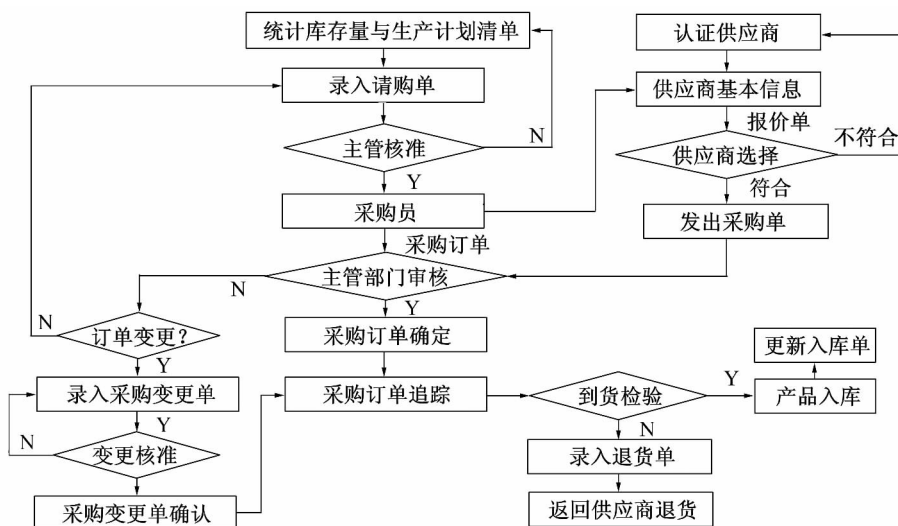 统计库存量与生产计划清单
认证供应商
录入请购单
供应商基本信息
报价单
N
主管核准
供应商选择
不符合
Y
符合
采购员
发出采购单
采购订单
主管部门审核
N
Y
N
订单变更?
采购订单确定
更新入库单
Y
录入采购变更单
采购订单追踪
到货检验
Y
产品入库
Y
N
N
变更核准
录入退货单
采购变更单确认
返回供应商退货